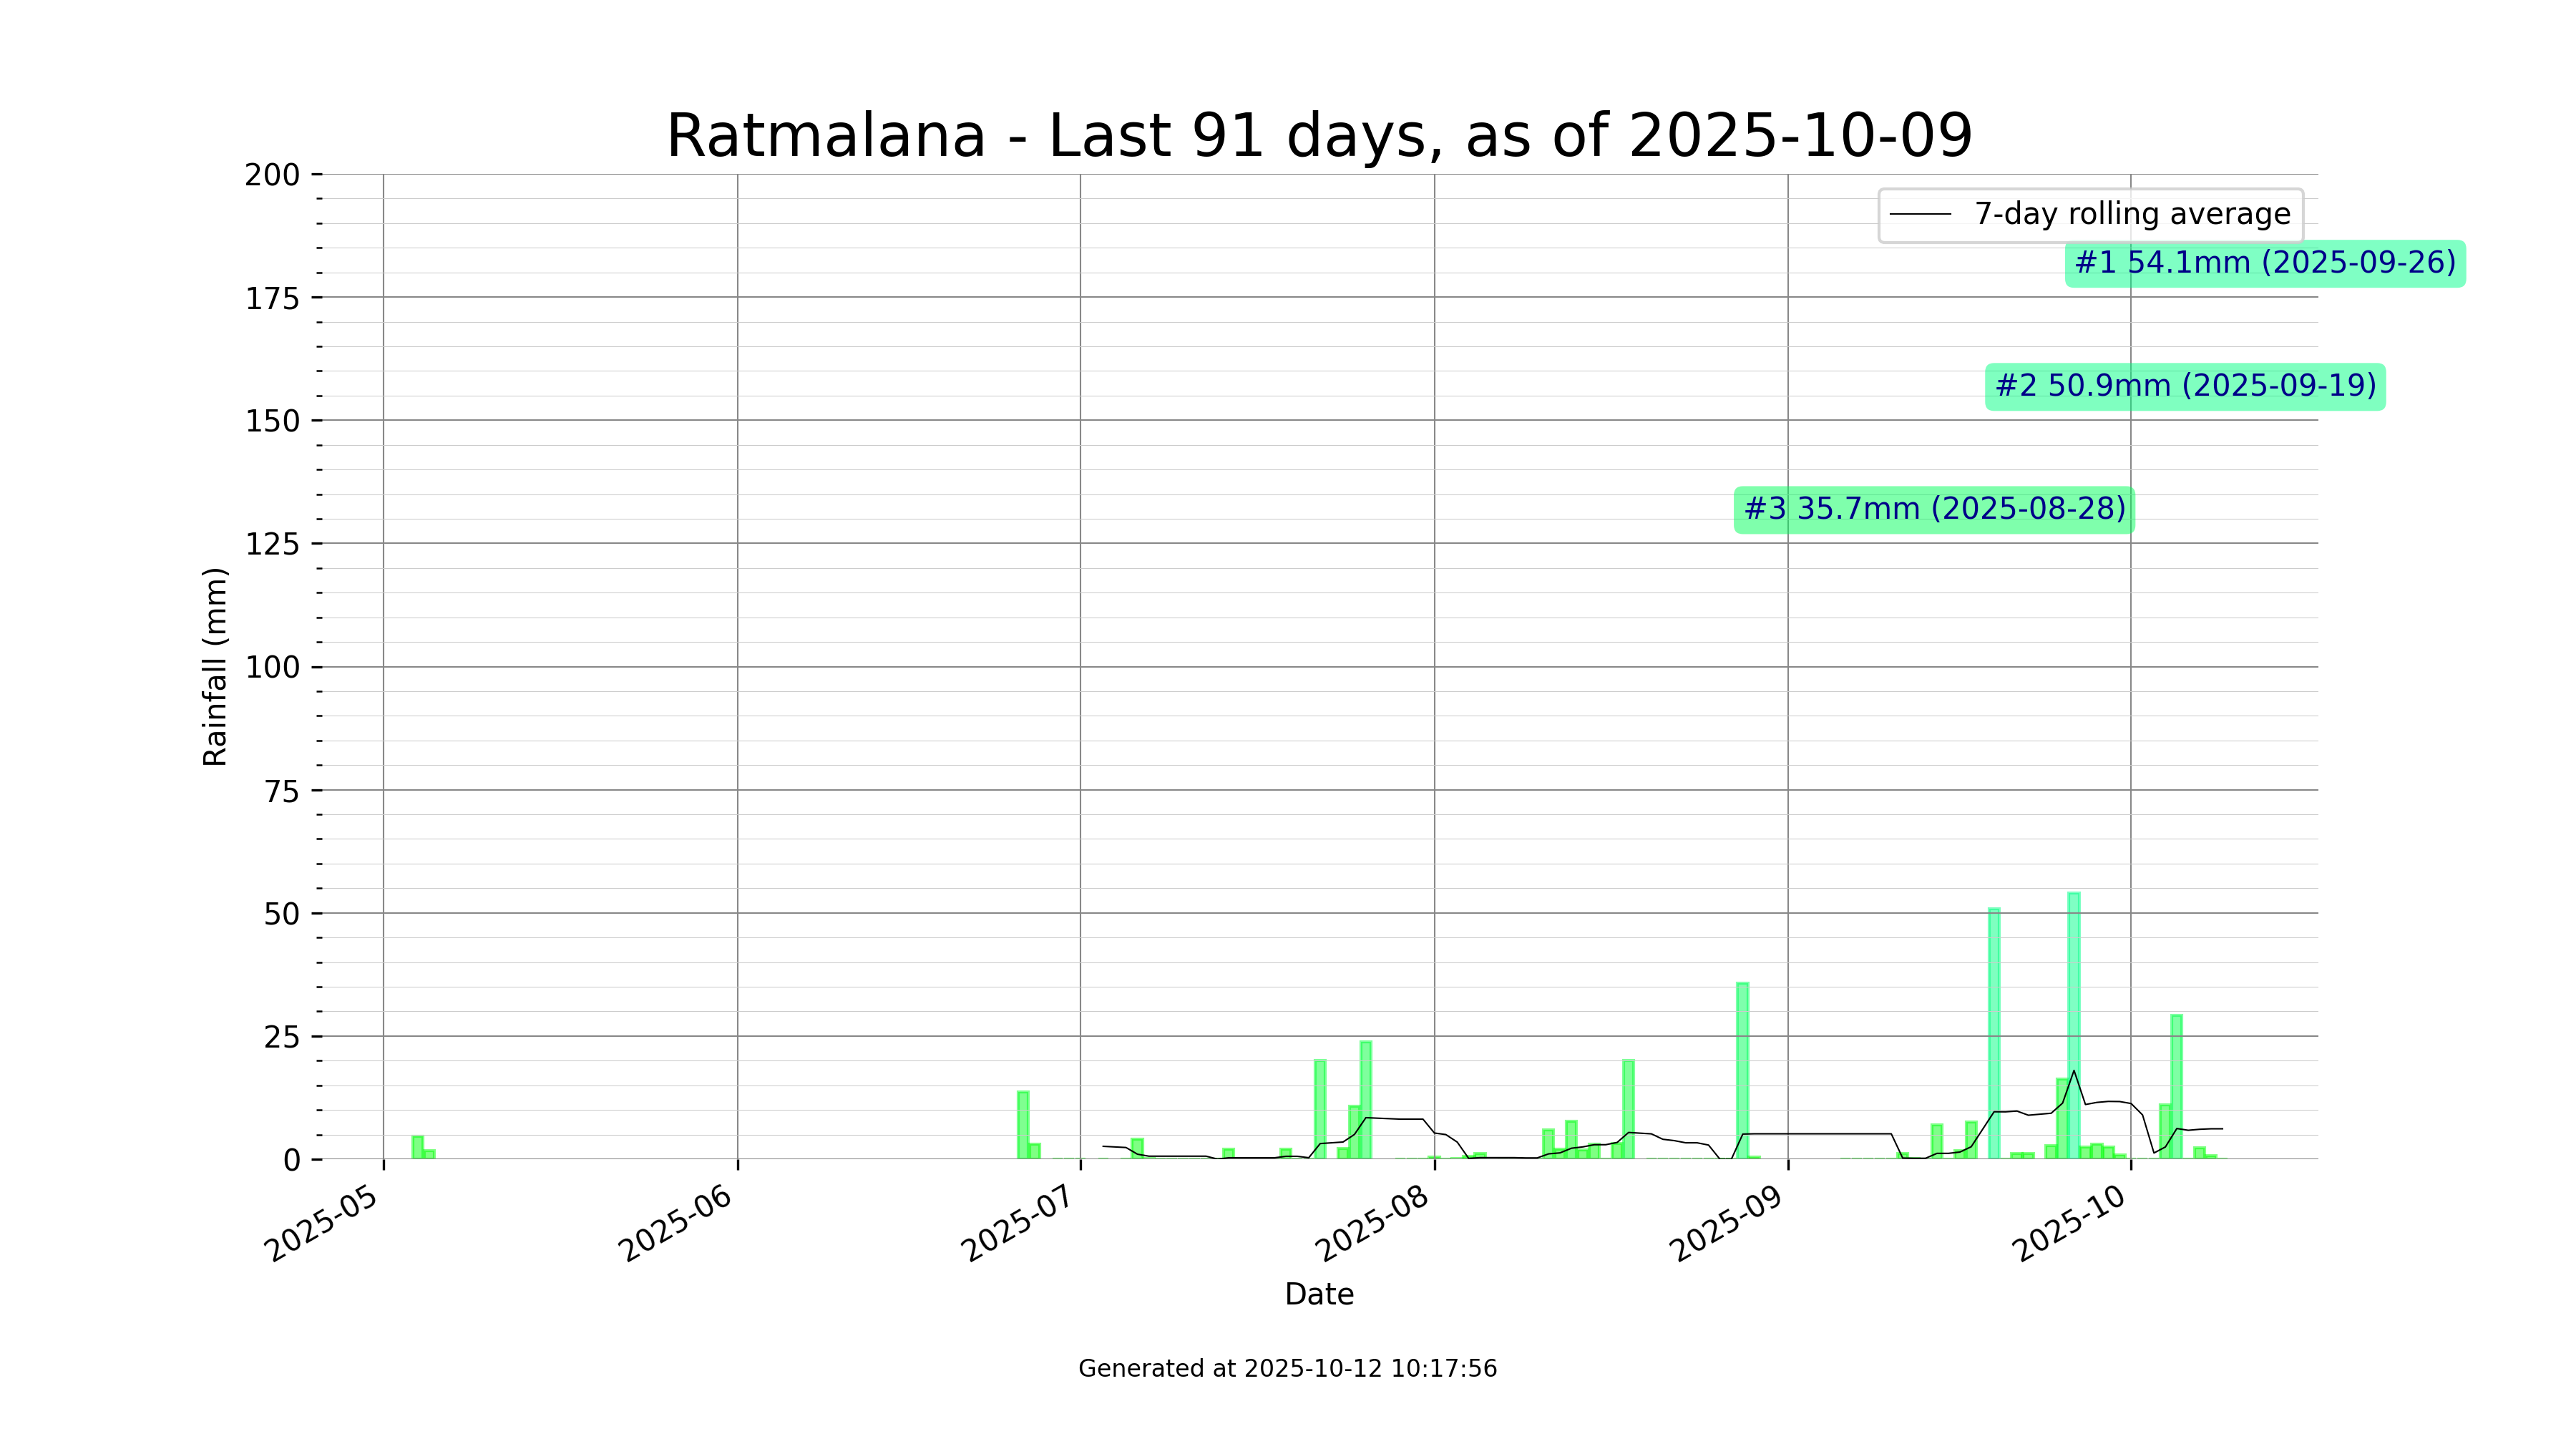 Ratmalana - Last 91 days, as of 2025-10-09
200
175
150
125
100
75
50
25
0
Rainfall (mm)
7-day rolling average
#1 54.1mm (2025-09-26)
#2 50.9mm (2025-09-19)
#3 35.7mm (2025-08-28)
2025-05
2025-06
2025-07
2025-08
2025-09
2025-10
Date
Generated at 2025-10-12 10:17:56